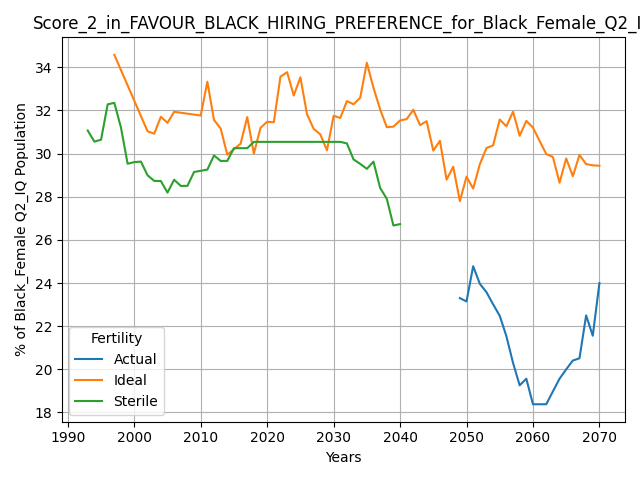 Score_2_in_FAVOUR_BLACK_HIRING_PREFERENCE_for_Black_Female_Q2_I
% of Black_Female Q2_IQ Population
34
32
30
28
26
24
22
20
18
Fertility
Actual
Ideal
Sterile
1990 2000 2010 2020 2030 2040 2050 2060 2070
Years